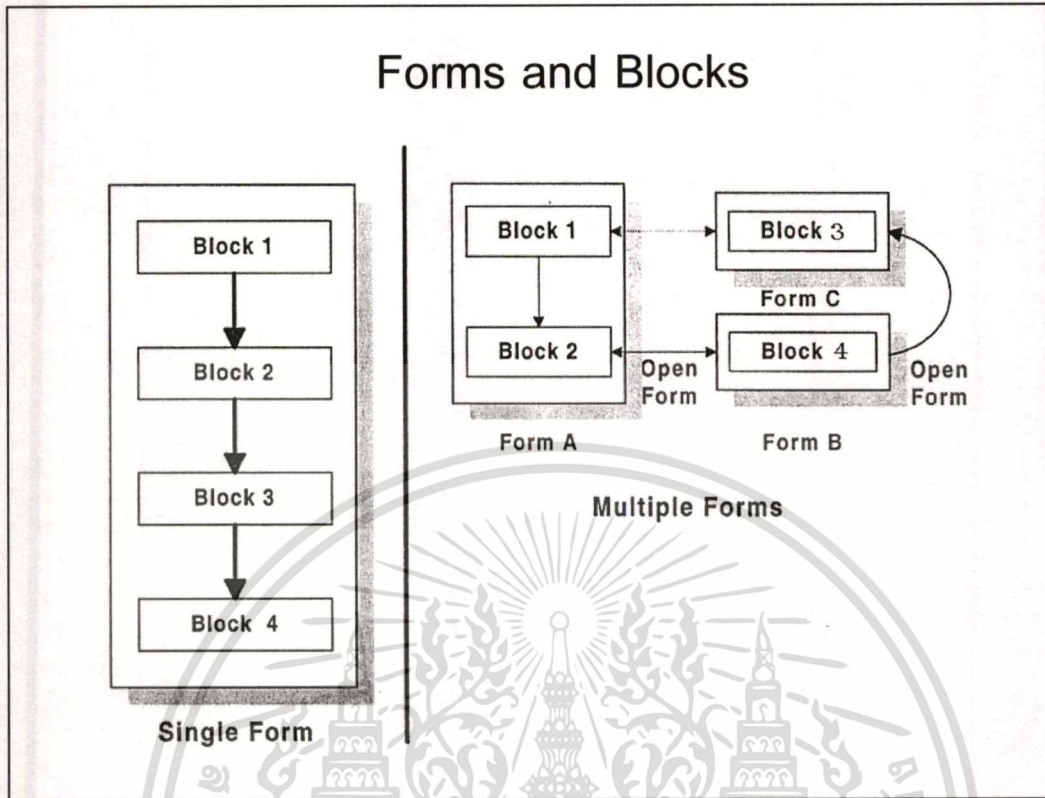 Forms and Blocks
Block 1
Block 2
Block 3
Block 4
Single Form
Block 1
Block 2
Form A
Block 3
Form C
Block 4
Form B
Open
Form
Open
Form
Multiple Forms